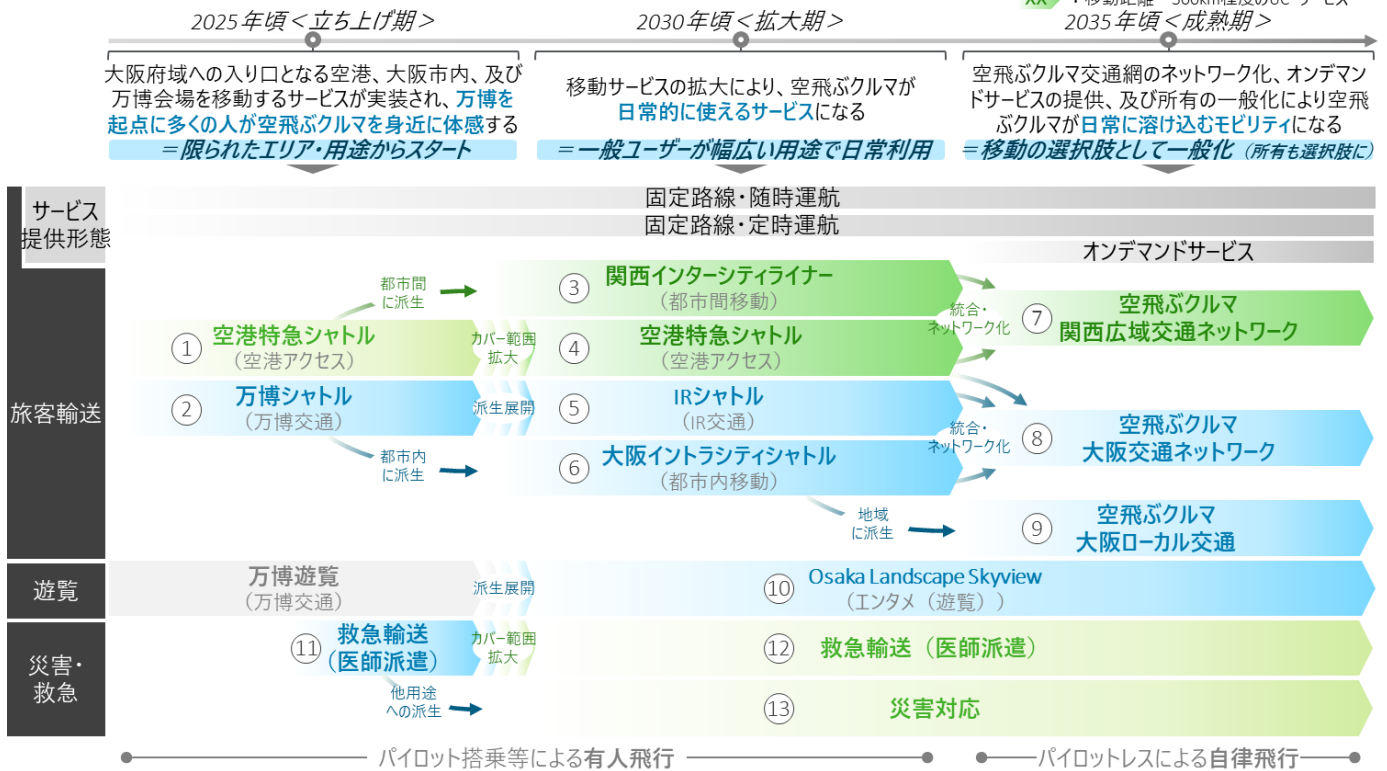 XX
：移動距離～300km程度のUC･サービス
2025年頃＜立ち上げ期＞
2030年頃＜拡大期＞
2035年頃＜成熟期＞
大阪府域への入り口となる空港、大阪市内、及び
万博会場を移動するサービスが実装され、万博を
起点に多くの人が空飛ぶクルマを身近に体感する
＝限られたエリア・用途からスタート
移動サービスの拡大により、空飛ぶクルマが
日常的に使えるサービスになる
＝一般ユーザーが幅広い用途で日常利用
空飛ぶクルマ交通網のネットワーク化、オンデマン
ドサービスの提供、及び所有の一般化により空飛
ぶクルマが日常に溶け込むモビリティになる
＝移動の選択肢として一般化（所有も選択肢に）
サービス
提供形態
固定路線・随時運航
固定路線・定時運航
オンデマンドサービス
旅客輸送
都市間
に派生
③ 関西インターシティライナー
（都市間移動）
① 空港特急シャトル
（空港アクセス）
カバー範囲
拡大
④ 空港特急シャトル
（空港アクセス）
統合・
ネットワーク化
⑦ 空飛ぶクルマ
関西広域交通ネットワーク
② 万博シャトル
（万博交通）
派生展開
⑤ IRシャトル
（IR交通）
都市内
に派生
⑥ 大阪イントラシティシャトル
（都市内移動）
統合・
ネットワーク化
⑧ 空飛ぶクルマ
大阪交通ネットワーク
地域
に派生
⑨ 空飛ぶクルマ
大阪ローカル交通
遊覧
万博遊覧
（万博交通）
派生展開
⑩ Osaka Landscape Skyview
（エンタメ（遊覧））
災害・
救急
⑪ 救急輸送
（医師派遣）
カバー範囲
拡大
⑫ 救急輸送（医師派遣）
他用途
への派生
⑬ 災害対応
パイロット搭乗等による有人飛行
パイロットレスによる自律飛行